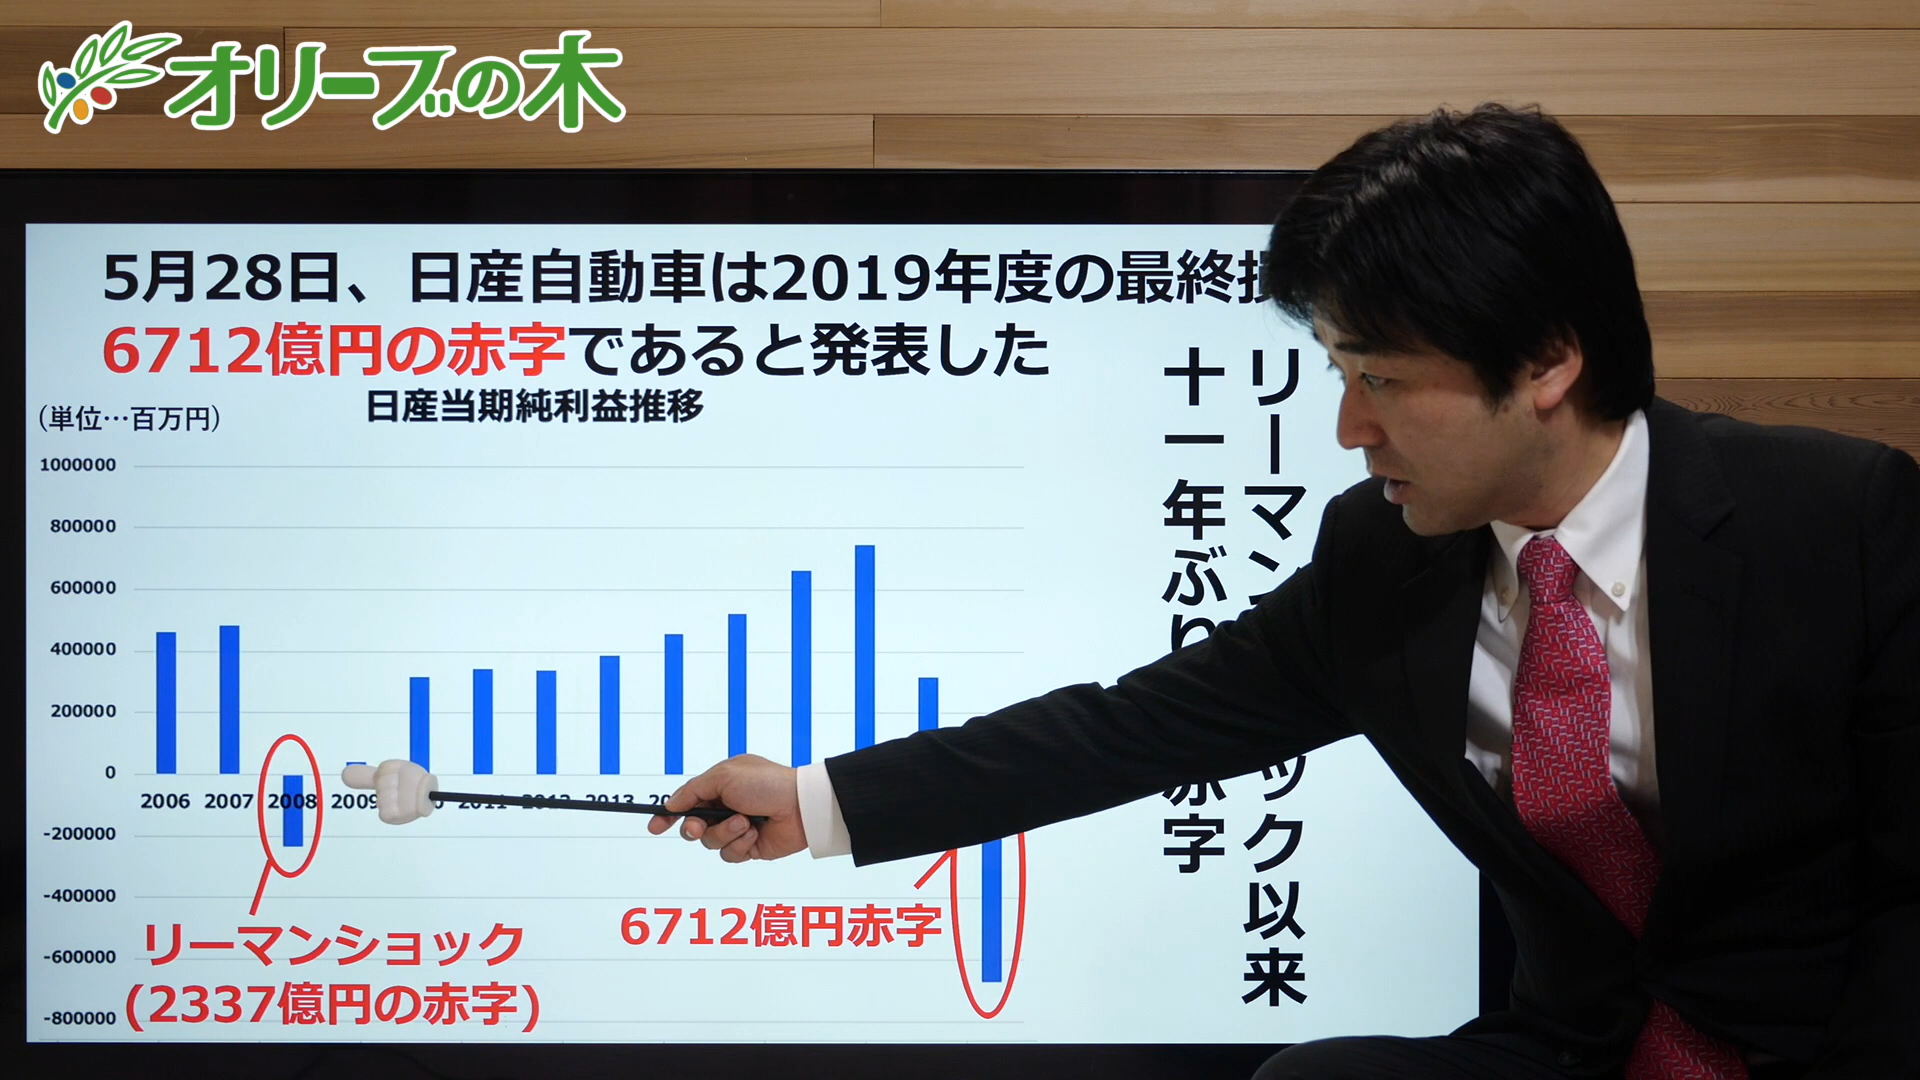 オリーブの木
5月28日、日産自動車は2019年度の最終
6712億円の赤字であると発表した
(単位…百万円)
日産当期純利益推移
リーマン ック以来
十一年ぶり 赤字
1000000
800000
600000
400000
200000
0
2006 2007 2008 2009 2011 2012 2013
-200000
-400000
-600000
-800000
リーマンショック
(2337億円の赤字)
6712億円赤字